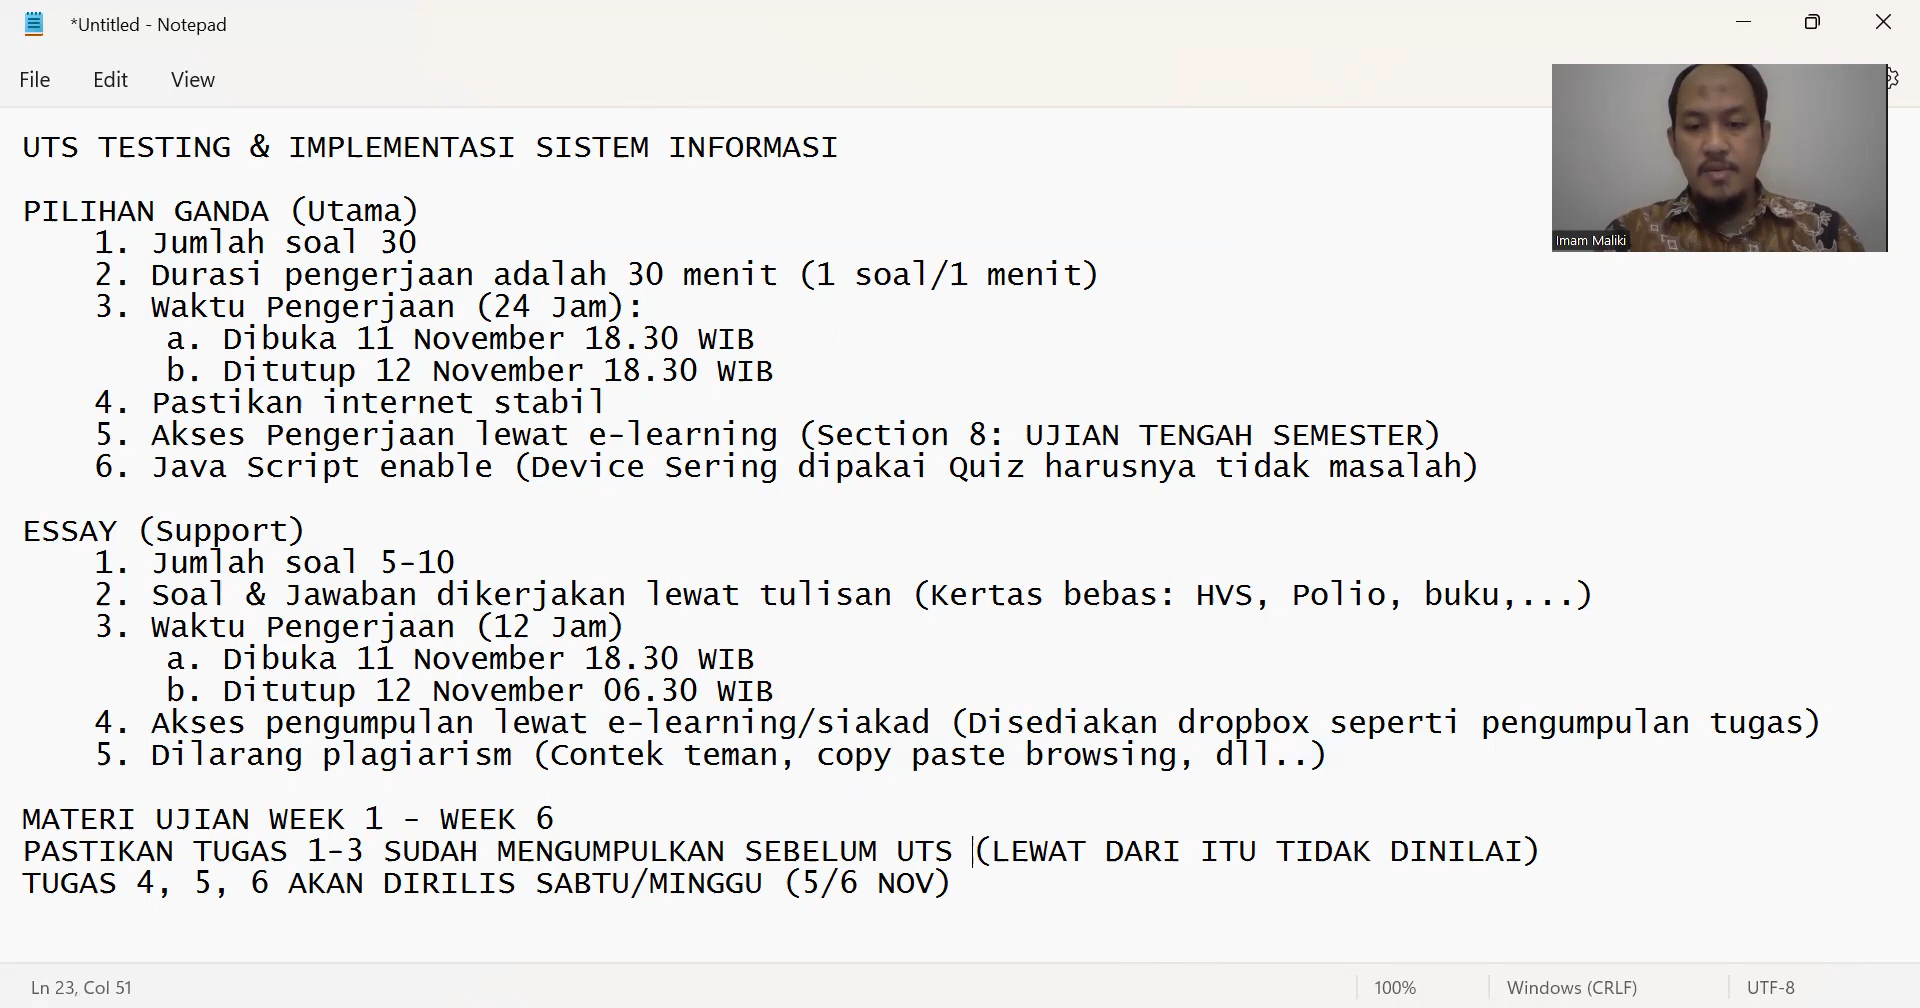 *Untitled - Notepad
File Edit View
UTS TESTING & IMPLEMENTASI SISTEM INFORMASI
PILIHAN GANDA (Utama)
1. Jumlah soal 30
2. Durasi pengerjaan adalah 30 menit (1 soal/1 menit)
3. Waktu Pengerjaan (24 Jam):
a. Dibuka 11 November 18.30 WIB
b. Ditutup 12 November 18.30 WIB
4. Pastikan internet stabil
5. Akses Pengerjaan lewat e-learning (Section 8: UJIAN TENGAH SEMESTER)
6. Java Script enable (Device Sering dipakai Quiz harusnya tidak masalah)
ESSAY (Support)
1. Jumlah soal 5-10
2. Soal & Jawaban dikerjakan lewat tulisan (Kertas bebas: HVS, Polio, buku,...)
3. Waktu Pengerjaan (12 Jam)
a. Dibuka 11 November 18.30 WIB
b. Ditutup 12 November 06.30 WIB
4. Akses pengumpulan lewat e-learning/siakad (Disediakan dropbox seperti pengumpulan tugas)
5. Dilarang plagiarism (Contek teman, copy paste browsing, dll..)
MATERI UJIAN WEEK 1 - WEEK 6
PASTIKAN TUGAS 1-3 SUDAH MENGUMPULKAN SEBELUM UTS (LEWAT DARI ITU TIDAK DINILAI)
TUGAS 4, 5, 6 AKAN DIRILIS SABTU/MINGGU (5/6 NOV)
Imam Maliki
Ln 23, Col 51 100% Windows (CRLF) UTF-8